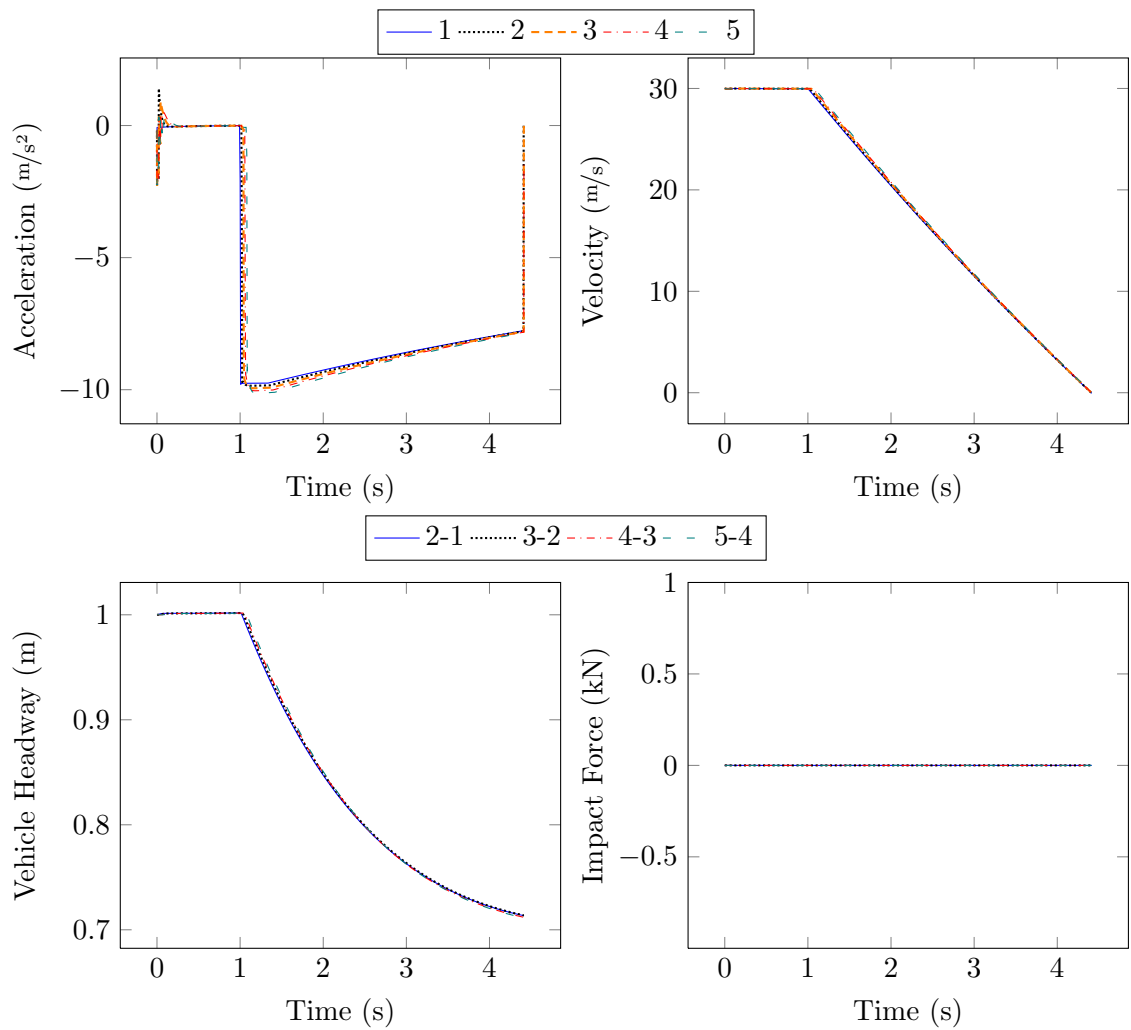 1 2 3 4 5
Acceleration (m/s²)
0
−5
−10
0 1 2 3 4
Time (s)
Velocity (m/s)
30
20
10
0
0 1 2 3 4
Time (s)
2-1 3-2 4-3 5-4
Vehicle Headway (m)
1
0.9
0.8
0.7
0 1 2 3 4
Time (s)
Impact Force (kN)
1
0.5
0
−0.5
0 1 2 3 4
Time (s)